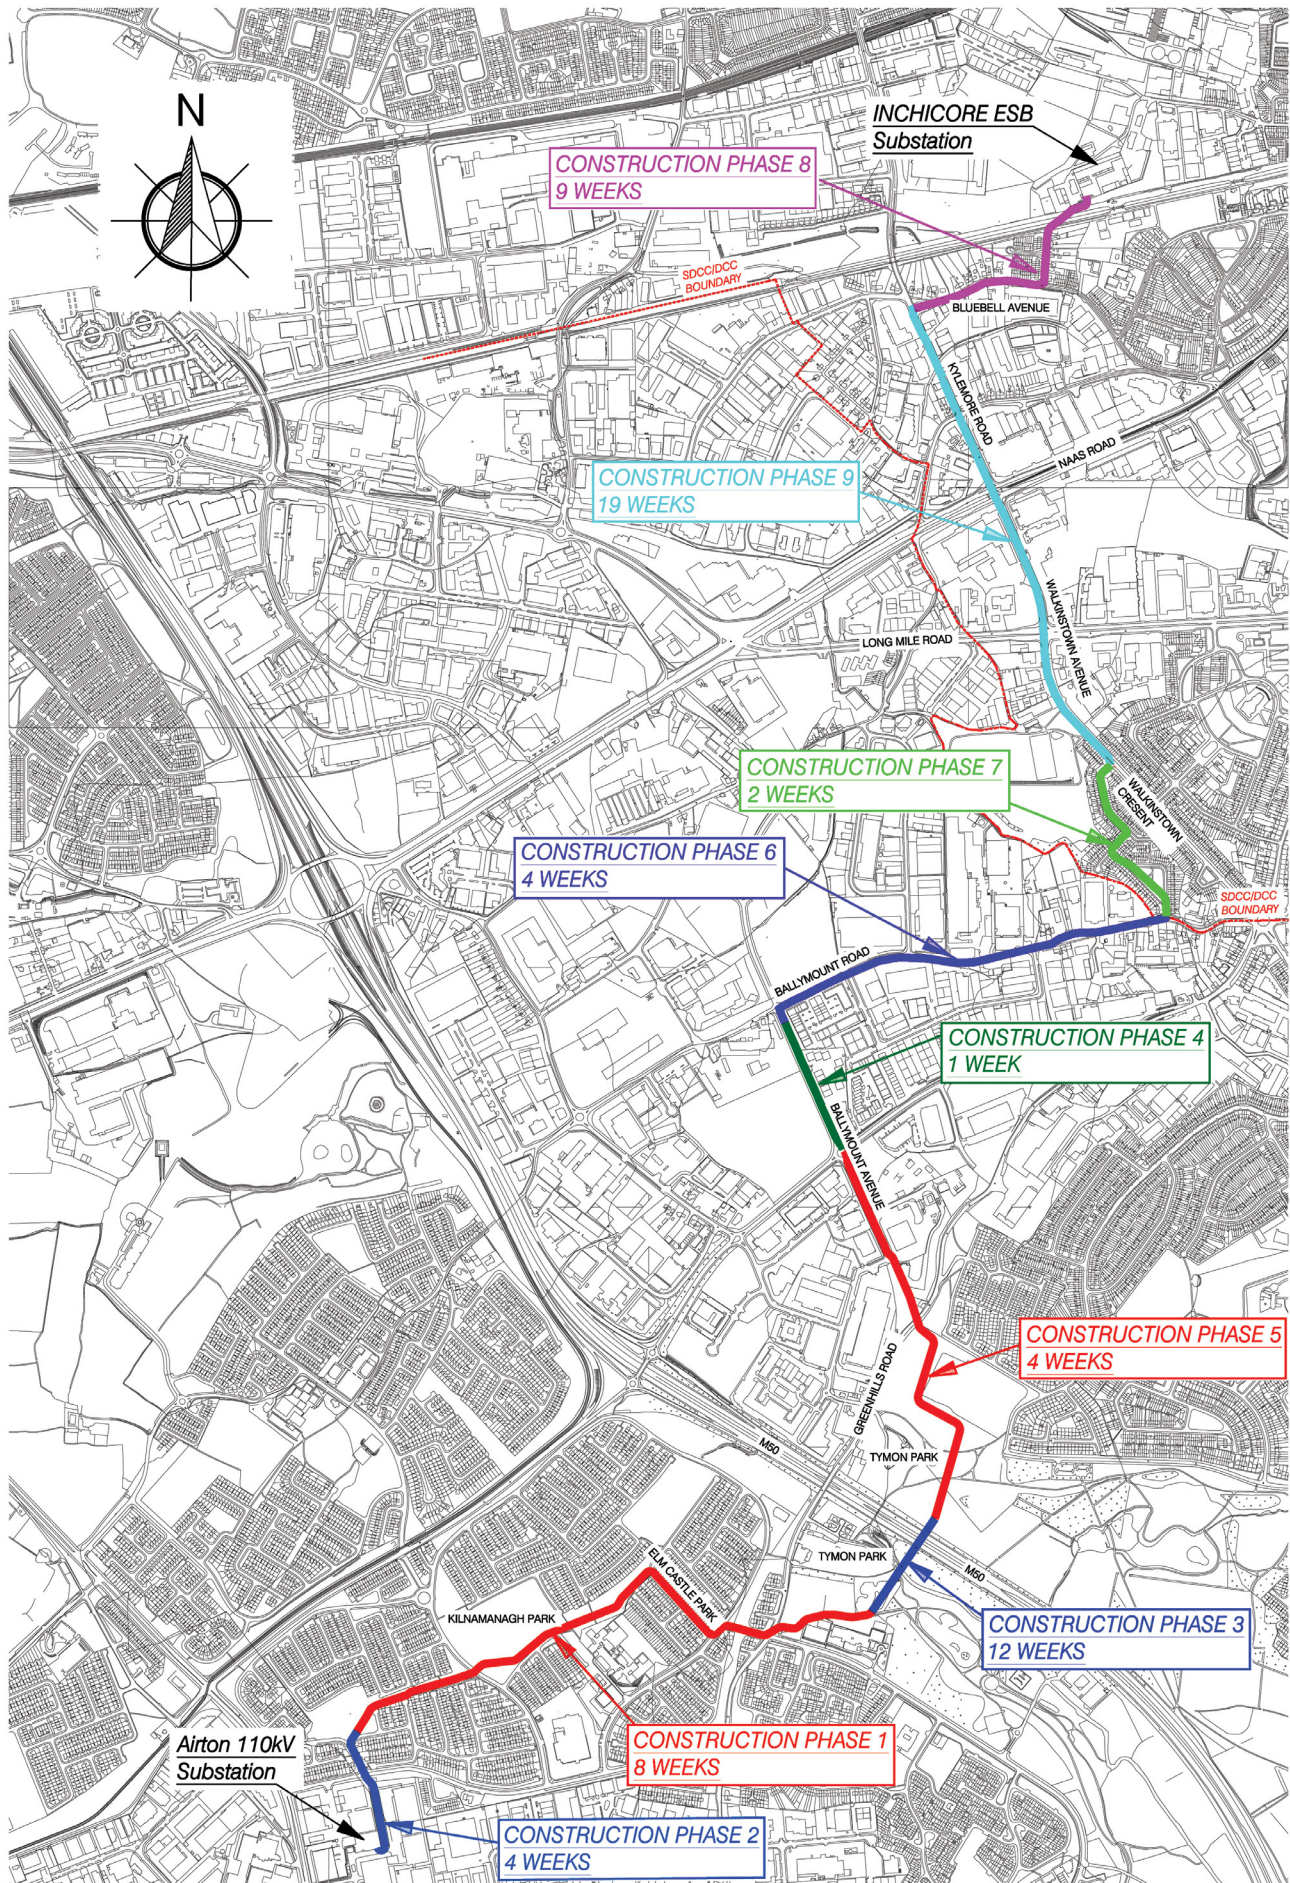 N
INCHICORE ESB
Substation
CONSTRUCTION PHASE 8
9 WEEKS
SDCC/DCC
BOUNDARY
BLUEBELL AVENUE
KYLEMORE ROAD
NAAS ROAD
CONSTRUCTION PHASE 9
19 WEEKS
WALKINSTOWN AVENUE
LONG MILE ROAD
CONSTRUCTION PHASE 7
2 WEEKS
WALKINSTOWN
CRESENT
CONSTRUCTION PHASE 6
4 WEEKS
SDCC/DCC
BOUNDARY
BALLYMOUNT ROAD
CONSTRUCTION PHASE 4
1 WEEK
BALLYMOUNT AVENUE
CONSTRUCTION PHASE 5
4 WEEKS
GREENHILLS ROAD
M50
TYMON PARK
TYMON PARK
M50
ELM CASTLE PARK
KILNAMANAGH PARK
CONSTRUCTION PHASE 3
12 WEEKS
CONSTRUCTION PHASE 1
8 WEEKS
Airton 110kV
Substation
CONSTRUCTION PHASE 2
4 WEEKS